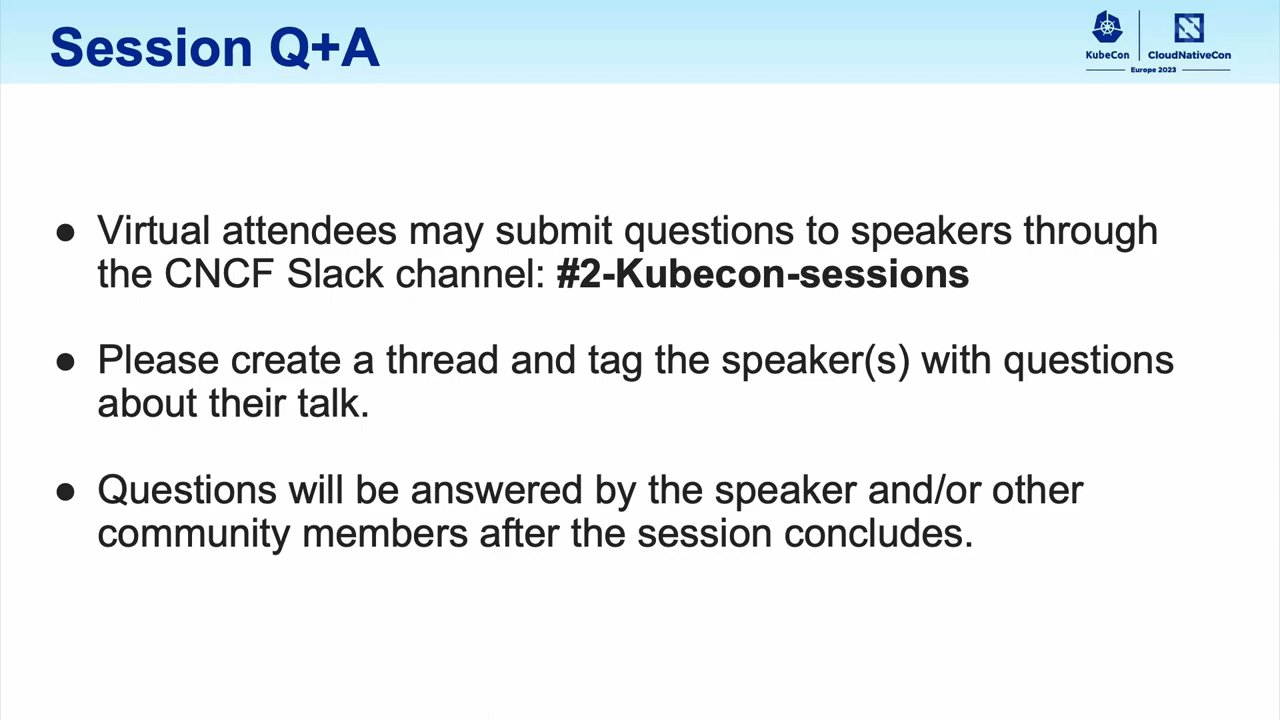 Session Q+A
KubeCon
CloudNativeCon
Europe 2023
● Virtual attendees may submit questions to speakers through
the CNCF Slack channel: #2-Kubecon-sessions
● Please create a thread and tag the speaker(s) with questions
about their talk.
● Questions will be answered by the speaker and/or other
community members after the session concludes.